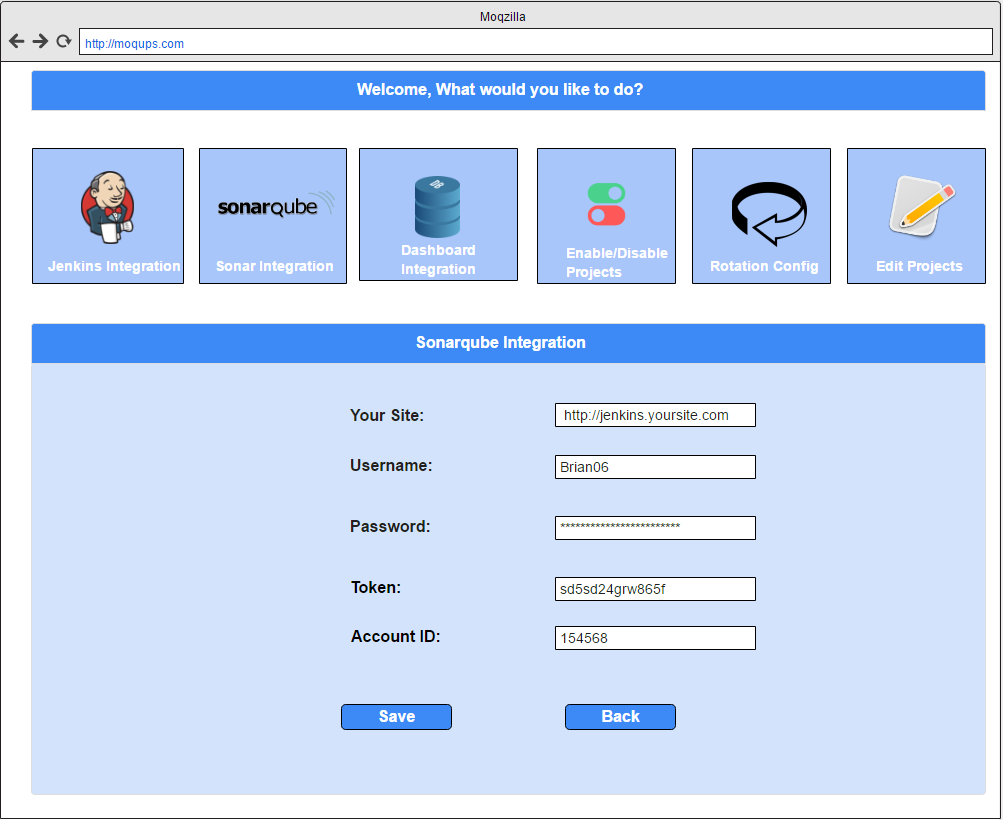 Moqzilla
http://moqups.com
Welcome, What would you like to do?
DB
sonarqube
Jenkins Integration
Sonar Integration
Dashboard
Integration
Enable/Disable
Projects
Rotation Config
Edit Projects
Sonarqube Integration
Your Site: http://jenkins.yoursite.com
Username: Brian06
Password: ************************
Token: sd5sd24grw865f
Account ID: 154568
Save Back